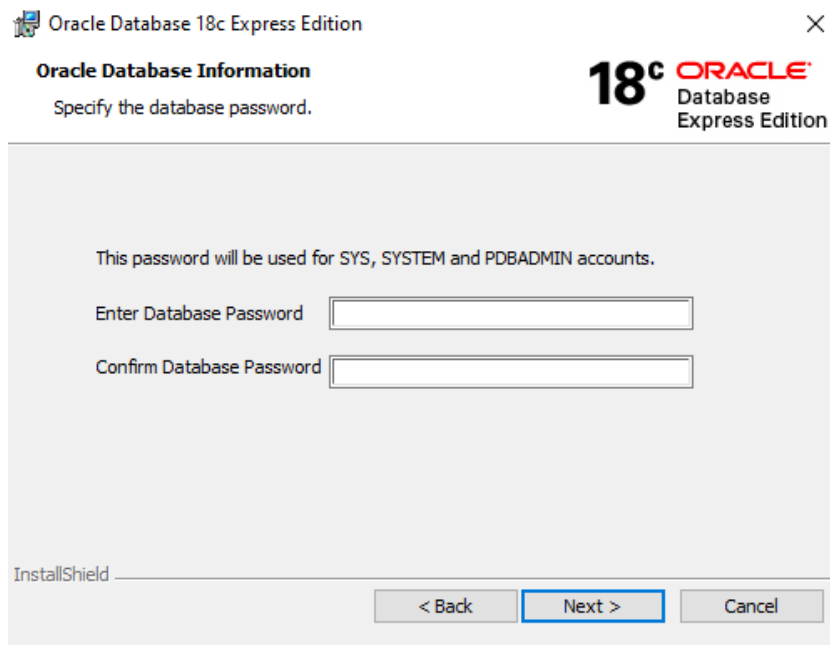 Oracle Database 18c Express Edition
Oracle Database Information
Specify the database password.
18c ORACLE
Database
Express Edition
This password will be used for SYS, SYSTEM and PDBADMIN accounts.
Enter Database Password
Confirm Database Password
InstallShield
< Back Next > Cancel